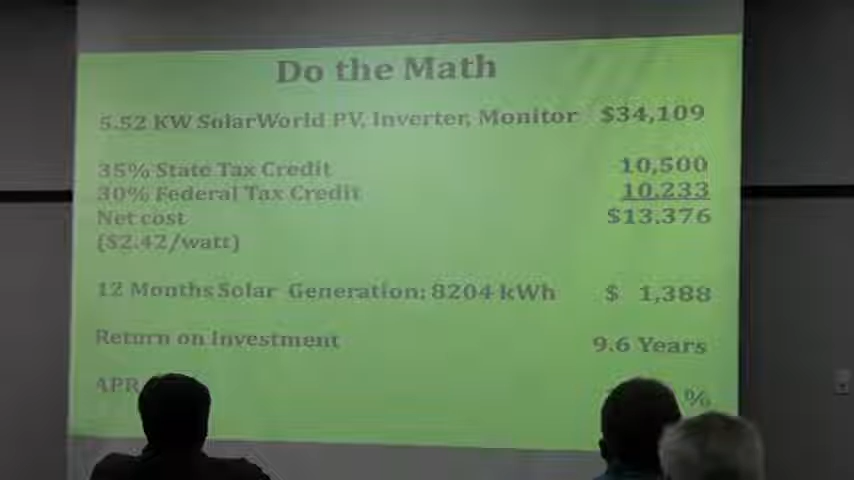 Do the Math
5.52 KW SolarWorld PV, Inverter, Monitor $34,109
35% State Tax Credit 10,500
30% Federal Tax Credit 10,233
Net cost $13,376
($2.42/watt)
12 Months Solar Generation: 8204 kWh $ 1,388
Return on Investment 9.6 Years
APR %